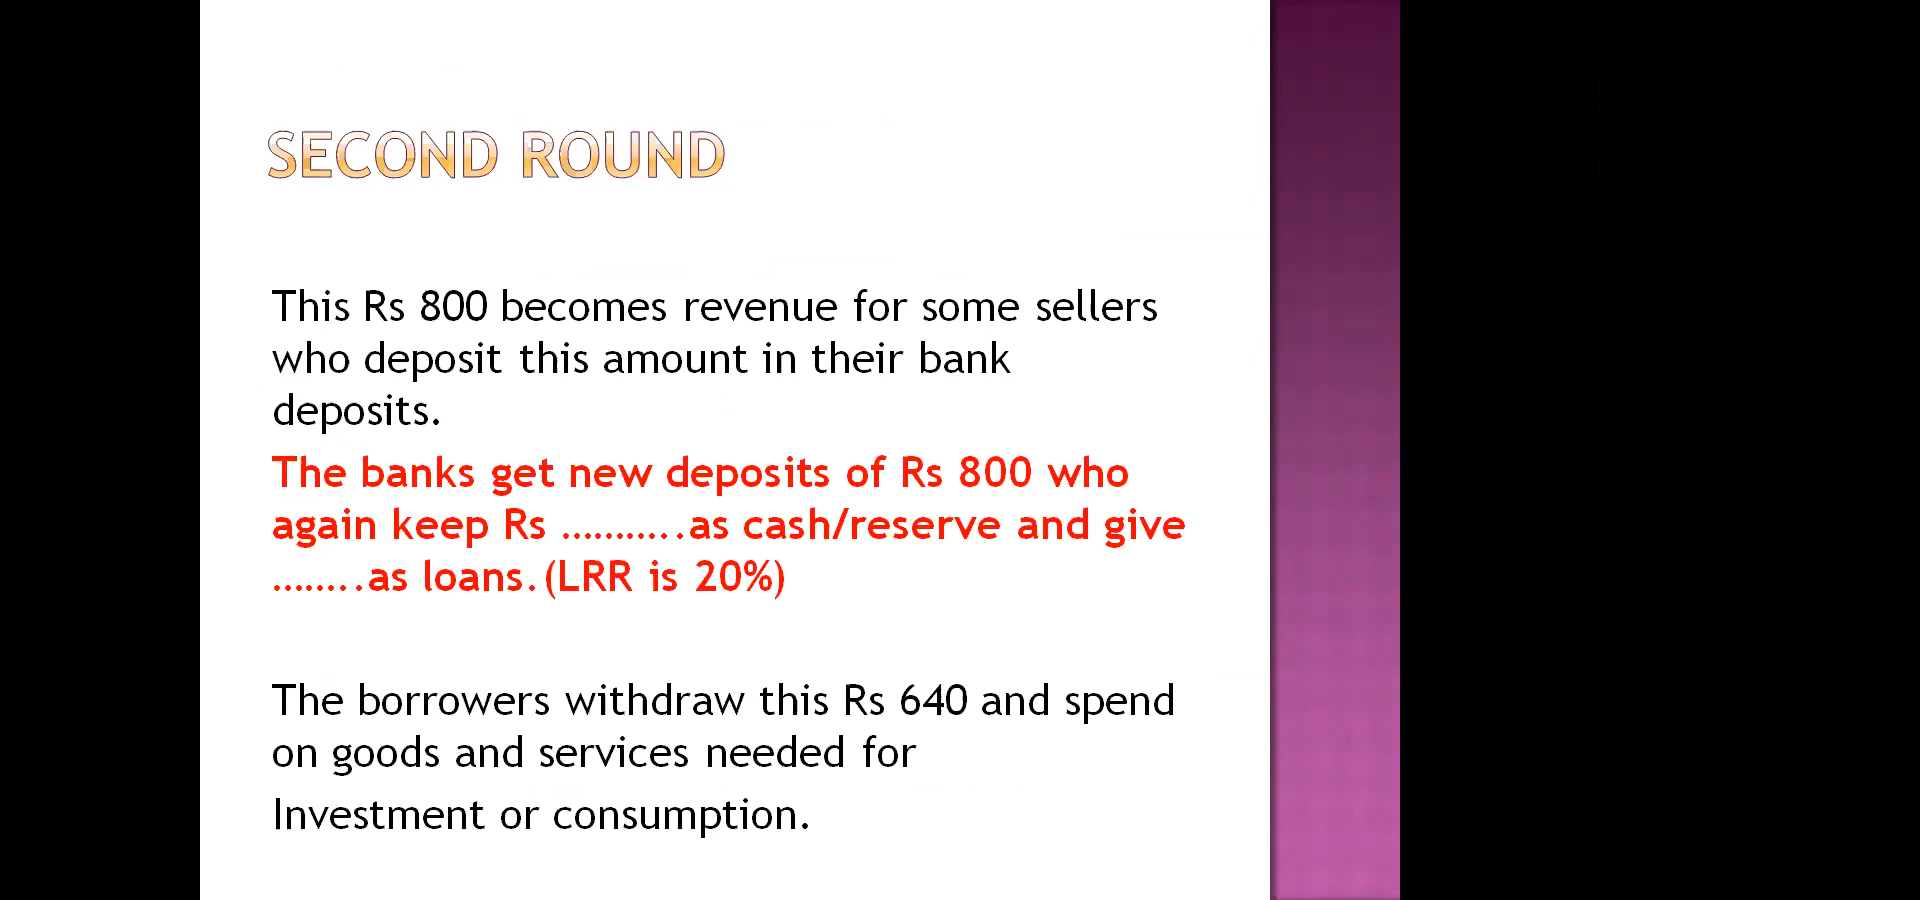 SECOND ROUND
This Rs 800 becomes revenue for some sellers
who deposit this amount in their bank
deposits.
The banks get new deposits of Rs 800 who
again keep Rs ………..as cash/reserve and give
……..as loans.(LRR is 20%)
The borrowers withdraw this Rs 640 and spend
on goods and services needed for
Investment or consumption.